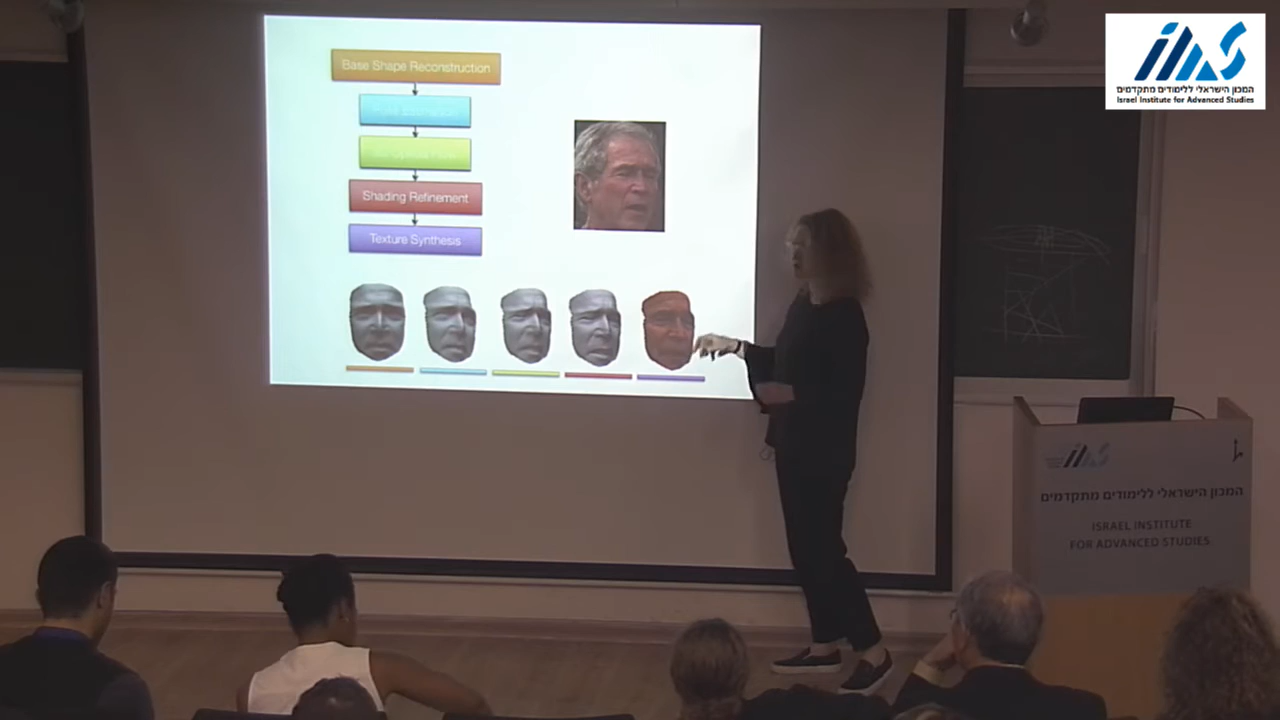 Base Shape Reconstruction
Shading Refinement
Texture Synthesis
המכון הישראלי ללימודים מתקדמים
Israel Institute for Advanced Studies
המכון הישראלי ללימודים מתקדמים
ISRAEL INSTITUTE
FOR ADVANCED STUDIES